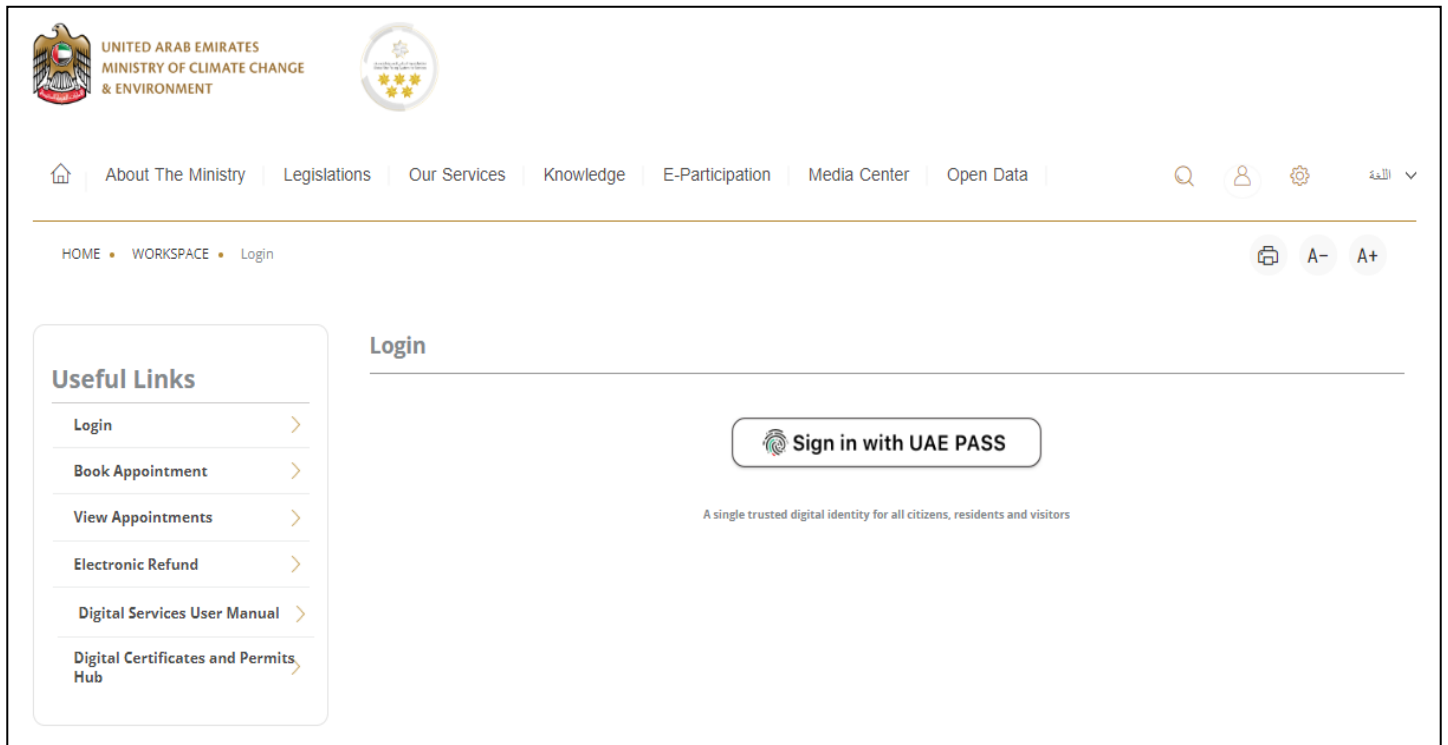 UNITED ARAB EMIRATES
MINISTRY OF CLIMATE CHANGE
& ENVIRONMENT
About The Ministry Legislations Our Services Knowledge E-Participation Media Center Open Data اللغة
HOME • WORKSPACE • Login
A- A+
Login
Useful Links
Login
Book Appointment
View Appointments
Electronic Refund
Digital Services User Manual
Digital Certificates and Permits
Hub
Sign in with UAE PASS
A single trusted digital identity for all citizens, residents and visitors